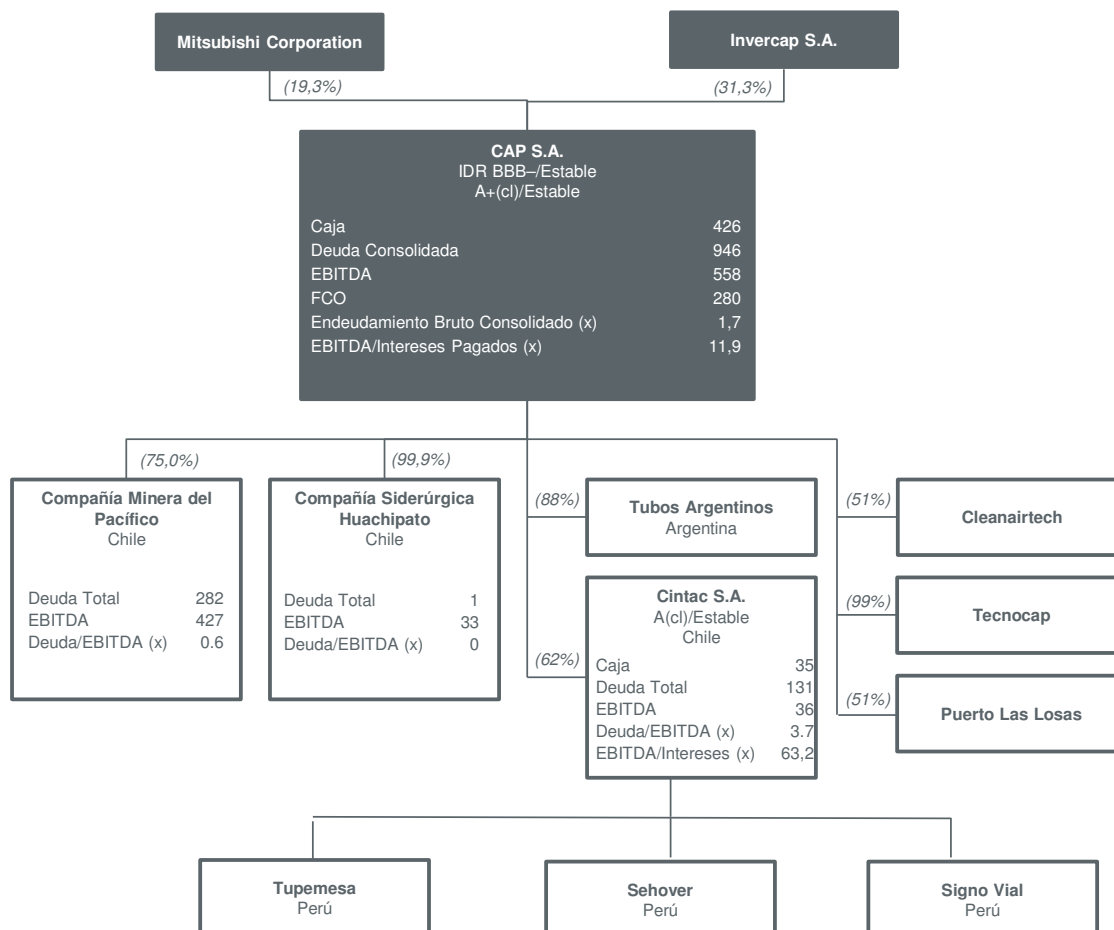 Mitsubishi Corporation
Invercap S.A.
(19,3%)
(31,3%)
CAP S.A.
IDR BBB–/Estable
A+(cl)/Estable
Caja 426
Deuda Consolidada 946
EBITDA 558
FCO 280
Endeudamiento Bruto Consolidado (x) 1,7
EBITDA/Intereses Pagados (x) 11,9
(75,0%)
Compañía Minera del
Pacífico
Chile
Deuda Total 282
EBITDA 427
Deuda/EBITDA (x) 0.6
(99,9%)
Compañía Siderúrgica
Huachipato
Chile
Deuda Total 1
EBITDA 33
Deuda/EBITDA (x) 0
(88%)
Tubos Argentinos
Argentina
(62%)
Cintac S.A.
A(cl)/Estable
Chile
Caja 35
Deuda Total 131
EBITDA 36
Deuda/EBITDA (x) 3.7
EBITDA/Intereses (x) 63,2
(51%)
Cleanairtech
(99%)
Tecnocap
(51%)
Puerto Las Losas
Tupemesa
Perú
Sehover
Perú
Signo Vial
Perú